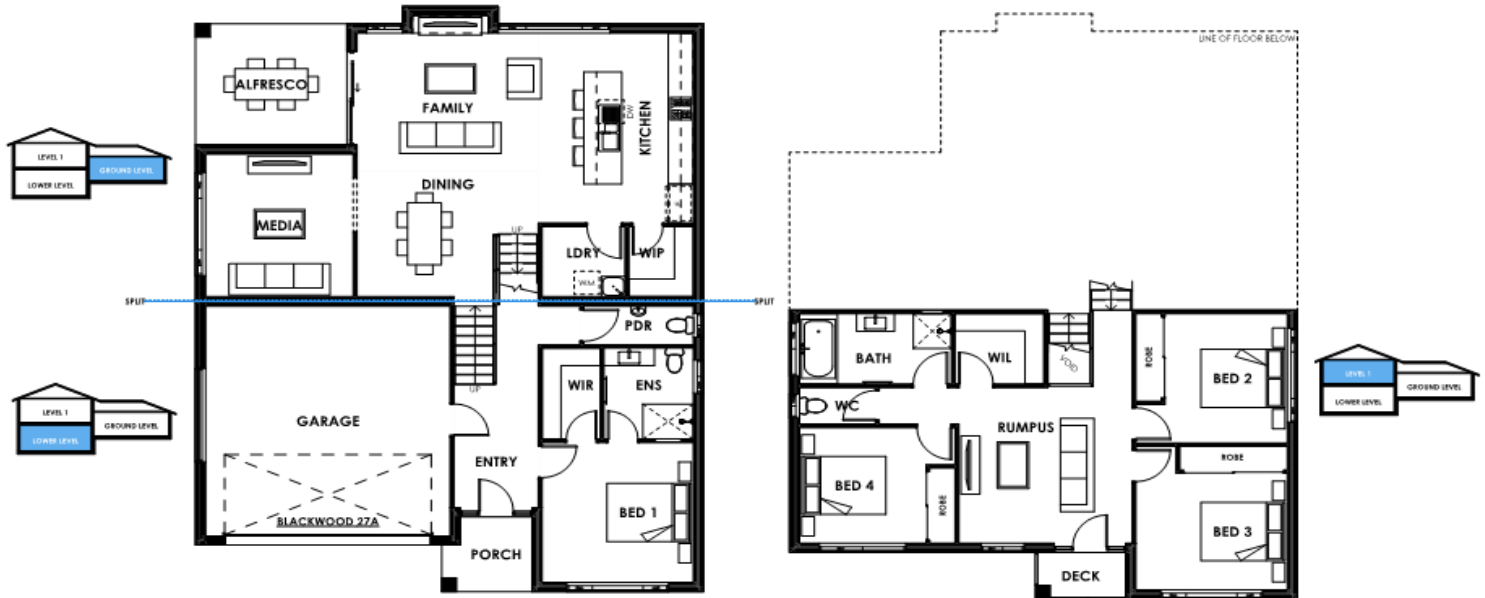 ALFRESCO
FAMILY
KITCHEN
DW
DINING
MEDIA
UP
LDRY
WIP
WM
SPLIT
SPLIT
PDR
WIR
ENS
UP
GARAGE
ENTRY
BED 1
BLACKWOOD 27A
PORCH
LEVEL 1
LOWER LEVEL
GROUND LEVEL
LEVEL 1
LOWER LEVEL
GROUND LEVEL
LINE OF FLOOR BELOW
BATH
WIL
VOID
ROBE
BED 2
WC
RUMPUS
BED 4
ROBE
ROBE
BED 3
DECK
LEVEL 1
LOWER LEVEL
GROUND LEVEL